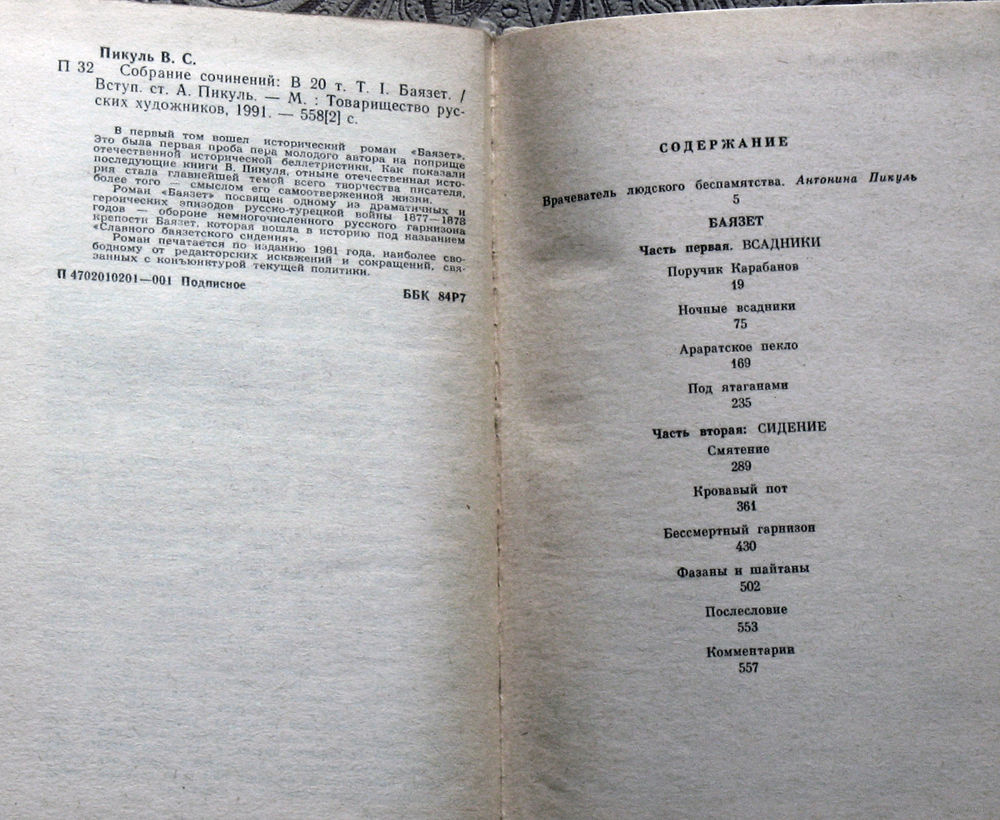 Пикуль В. С.
П 32 Собрание сочинений: В 20 т. Т. I. Баязет. /
Вступ. ст. А. Пикуль. — М. : Товарищество рус-
ских художников, 1991. — 558[2] с.
В первый том вошел исторический роман «Баязет».
Это была первая проба пера молодого автора на поприще
отечественной исторической беллетристики. Как показали
последующие книги В. Пикуля, отныне отечественная исто-
рия стала главнейшей темой всего творчества писателя,
более того — смыслом его самоотверженной жизни.
Роман «Баязет» посвящен одному из драматичных и
героических эпизодов русско-турецкой войны 1877—1878
годов — обороне немногочисленного русского гарнизона
крепости Баязет, которая вошла в историю под названием
«Славного баязетского сидения».
Роман печатается по изданию 1961 года, наиболее сво-
бодному от редакторских искажений и сокращений, свя-
занных с конъюнктурой текущей политики.
П 4702010201—001 Подписное
ББК 84Р7
СОДЕРЖАНИЕ
Врачеватель людского беспамятства. Антонина Пикуль
5
БАЯЗЕТ
Часть первая. ВСАДНИКИ
Поручик Карабанов
19
Ночные всадники
75
Араратское пекло
169
Под ятаганами
235
Часть вторая: СИДЕНИЕ
Смятение
289
Кровавый пот
361
Бессмертный гарнизон
430
Фазаны и шайтаны
502
Послесловие
553
Комментарии
557